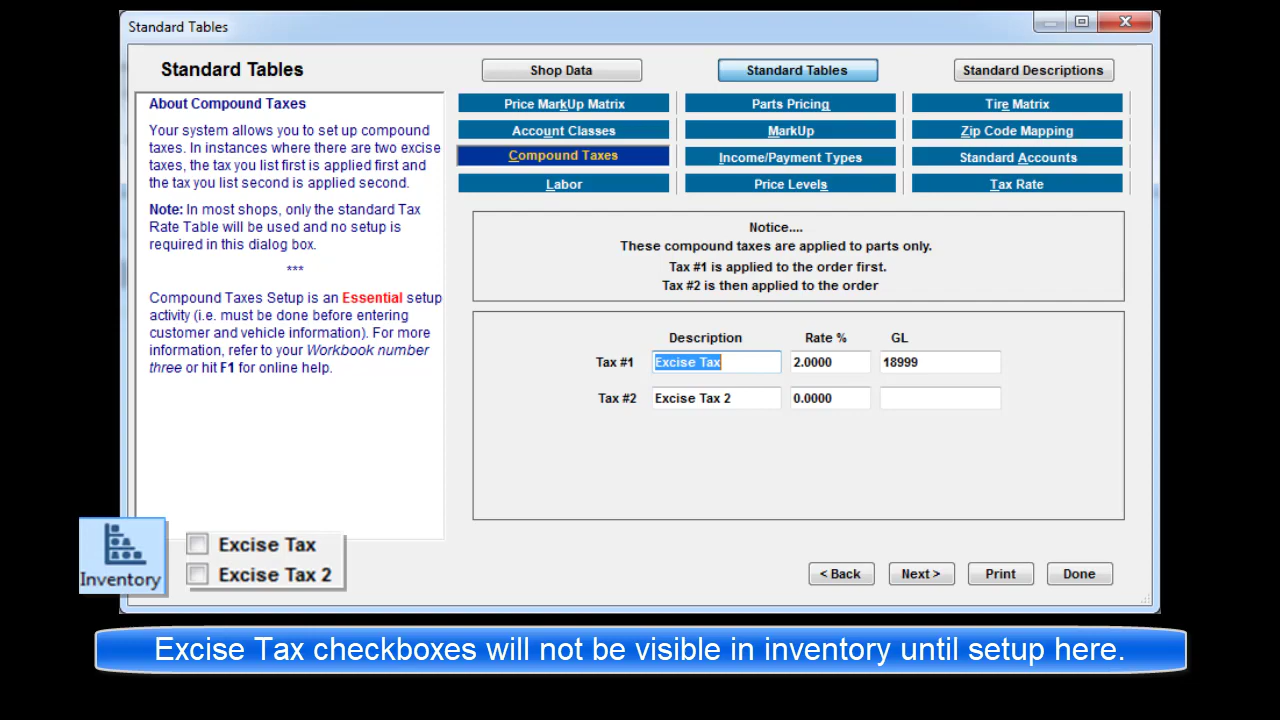 Standard Tables
Standard Tables
Shop Data
Standard Tables
Standard Descriptions
About Compound Taxes
Your system allows you to set up compound
taxes. In instances where there are two excise
taxes, the tax you list first is applied first and
the tax you list second is applied second.
Note: In most shops, only the standard Tax
Rate Table will be used and no setup is
required in this dialog box.
***
Compound Taxes Setup is an Essential setup
activity (i.e. must be done before entering
customer and vehicle information). For more
information, refer to your Workbook number
three or hit F1 for online help.
Price MarkUp Matrix
Parts Pricing
Tire Matrix
Account Classes
MarkUp
Zip Code Mapping
Compound Taxes
Income/Payment Types
Standard Accounts
Labor
Price Levels
Tax Rate
Notice....
These compound taxes are applied to parts only.
Tax #1 is applied to the order first.
Tax #2 is then applied to the order
Description Rate % GL
Tax #1 Excise Tax 2.0000 18999
Tax #2 Excise Tax 2 0.0000
Inventory
Excise Tax
Excise Tax 2
< Back
Next >
Print
Done
Excise Tax checkboxes will not be visible in inventory until setup here.